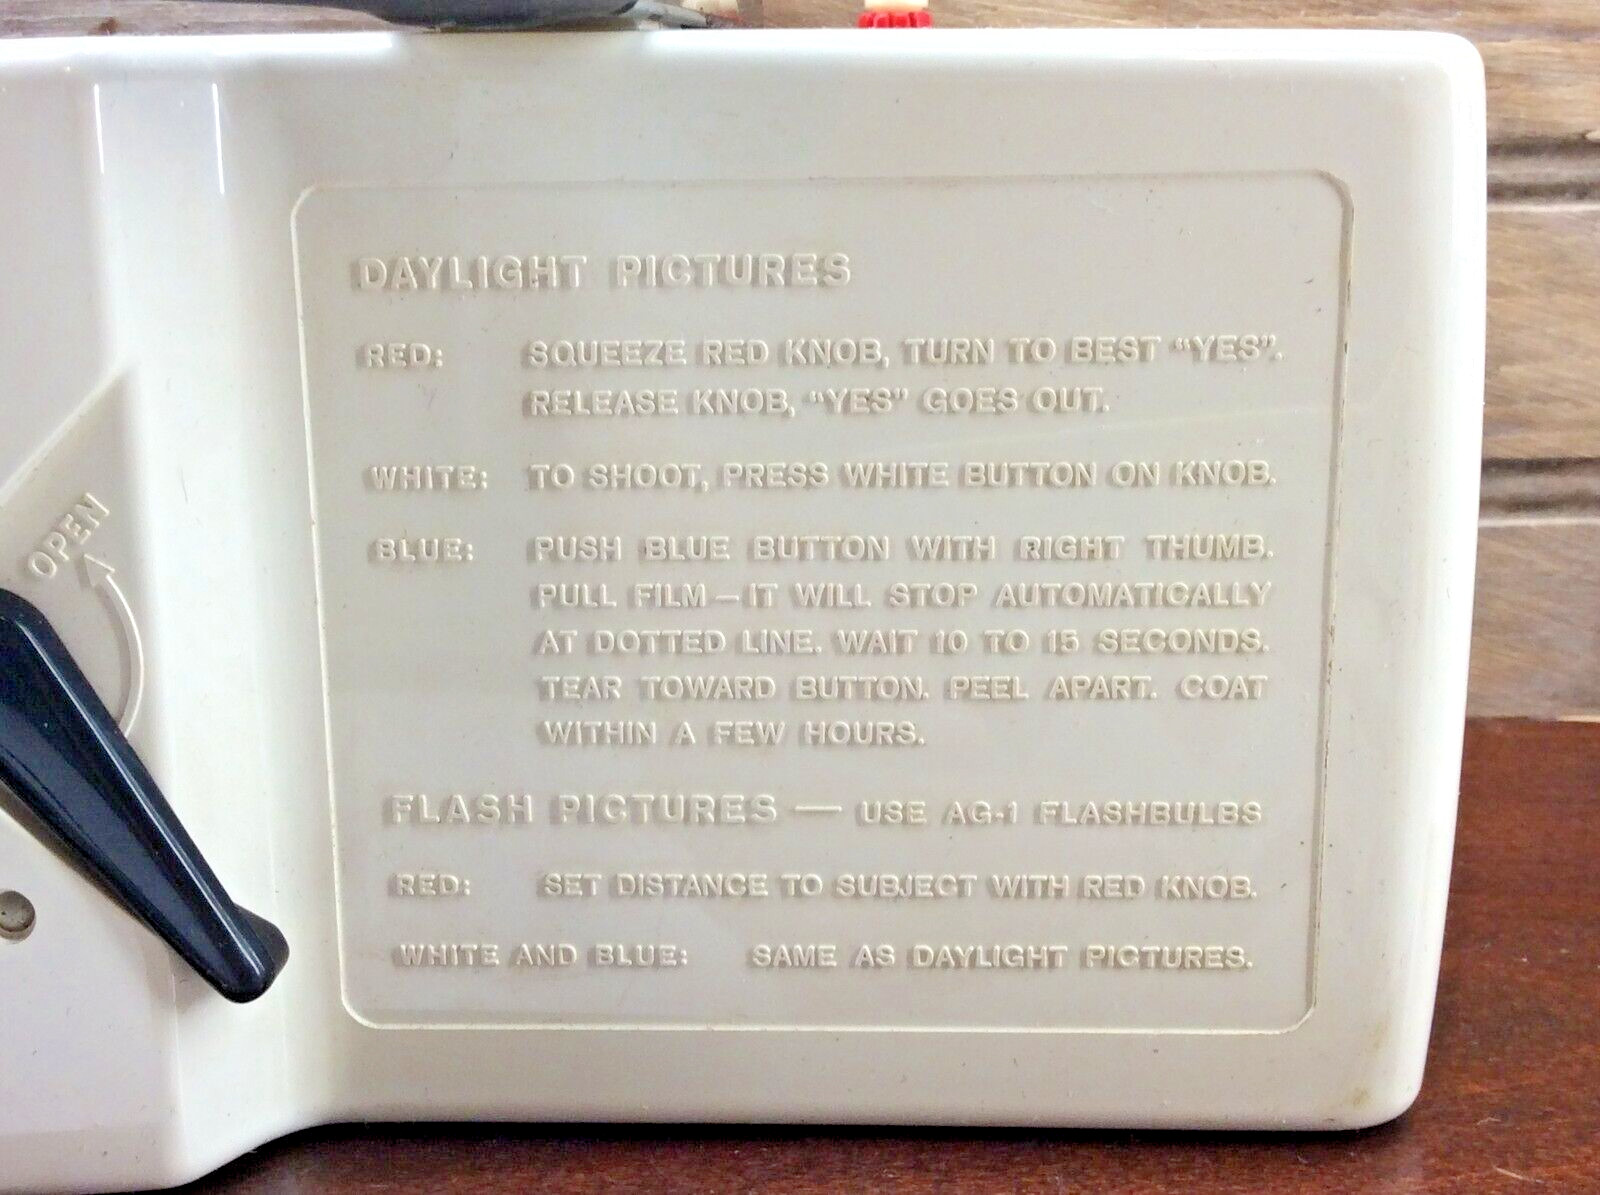 DAYLIGHT PICTURES
RED: SQUEEZE RED KNOB, TURN TO BEST "YES".
RELEASE KNOB, "YES" GOES OUT.
WHITE: TO SHOOT, PRESS WHITE BUTTON ON KNOB.
BLUE: PUSH BLUE BUTTON WITH RIGHT THUMB.
PULL FILM — IT WILL STOP AUTOMATICALLY
AT DOTTED LINE. WAIT 10 TO 15 SECONDS.
TEAR TOWARD BUTTON. PEEL APART. COAT
WITHIN A FEW HOURS.
FLASH PICTURES — USE AG-1 FLASHBULBS
RED: SET DISTANCE TO SUBJECT WITH RED KNOB.
WHITE AND BLUE: SAME AS DAYLIGHT PICTURES.
OPEN